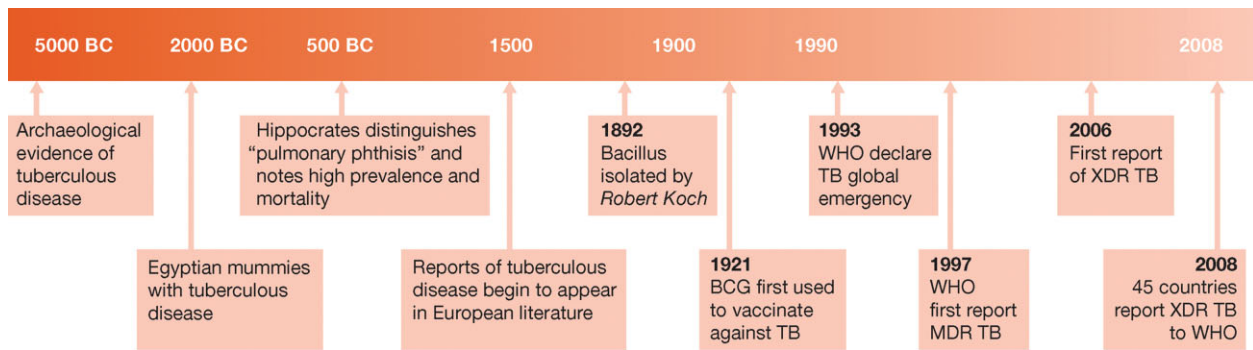 5000 BC
2000 BC
500 BC
1500
1900
1990
2008
Archaeological
evidence of
tuberculous
disease
Egyptian mummies
with tuberculous
disease
Hippocrates distinguishes
“pulmonary phthisis” and
notes high prevalence and
mortality
Reports of tuberculous
disease begin to appear
in European literature
1892
Bacillus
isolated by
Robert Koch
1921
BCG first used
to vaccinate
against TB
1993
WHO declare
TB global
emergency
1997
WHO
first report
MDR TB
2006
First report
of XDR TB
2008
45 countries
report XDR TB
to WHO